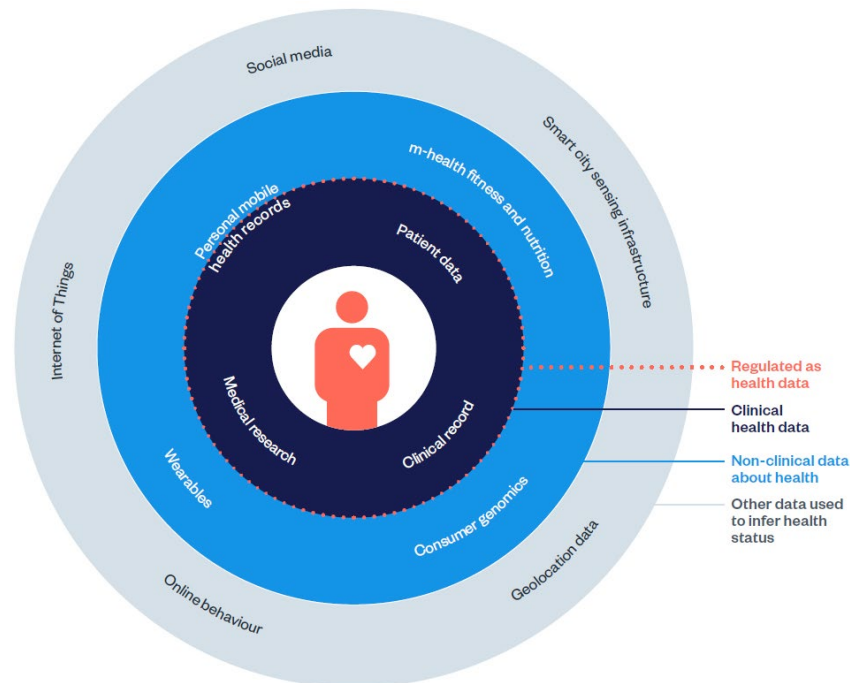 Social media
Smart city sensing infrastructure
m-health fitness and nutrition
Personal mobile
health records
Patient data
Internet of Things
Medical research
Clinical record
Wearables
Consumer genomics
Geolocation data
Online behaviour
Regulated as
health data
Clinical
health data
Non-clinical data
about health
Other data used
to infer health
status